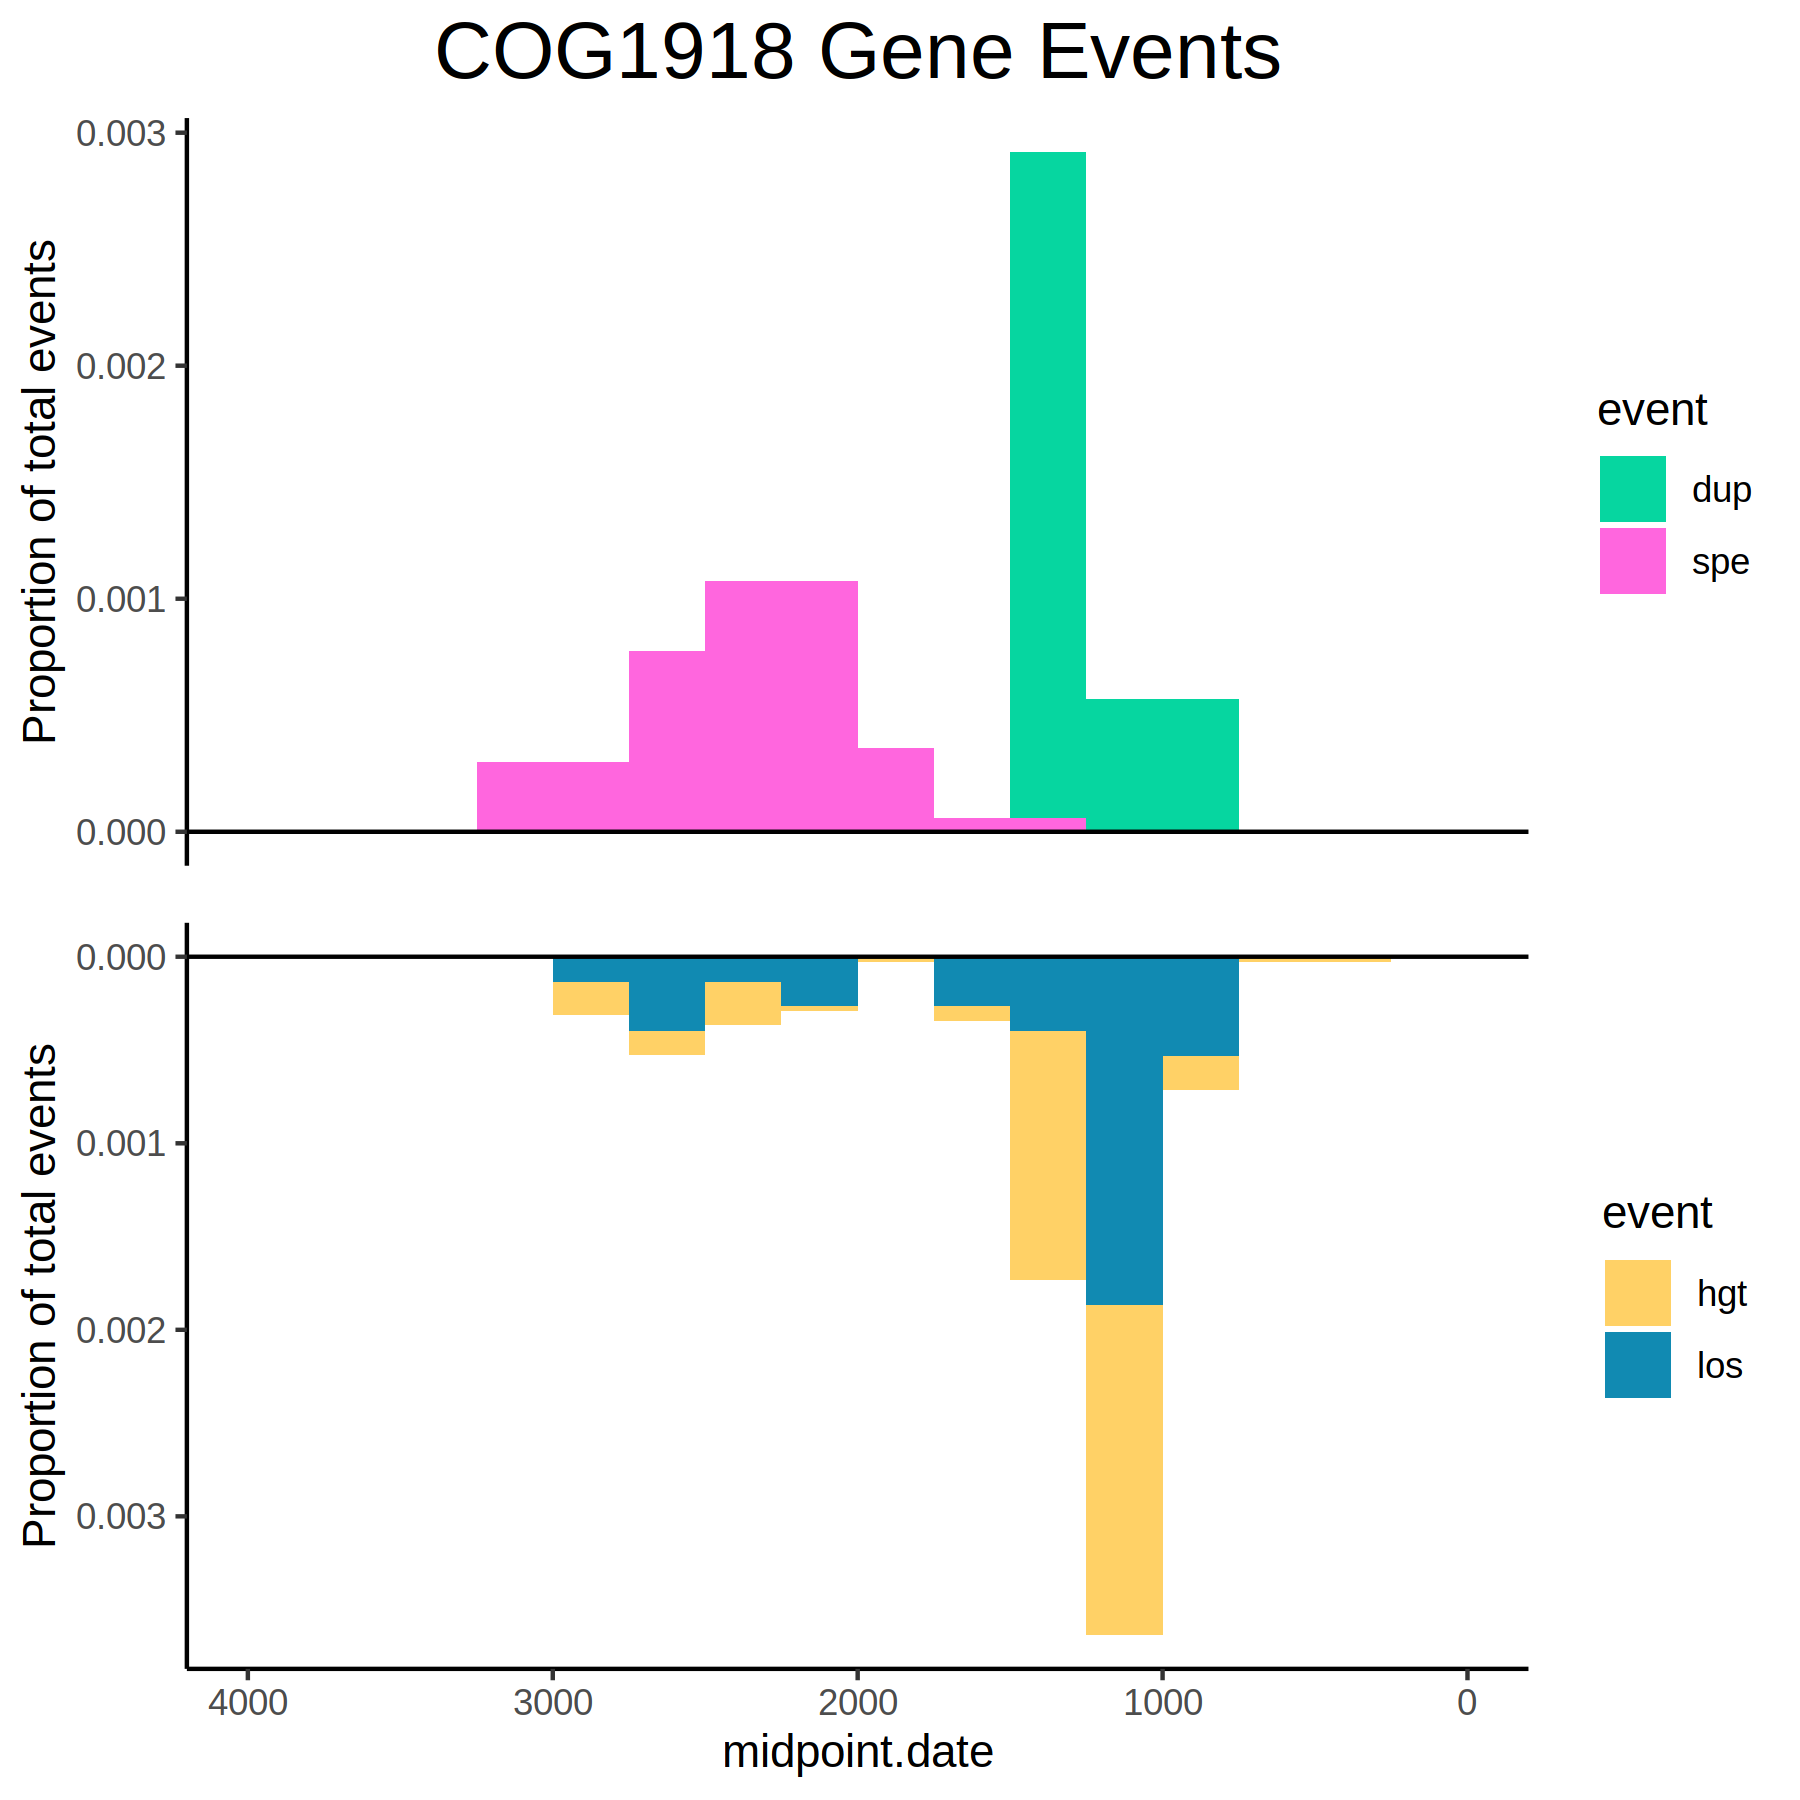 COG1918 Gene Events
0.003
0.002
0.001
0.000
Proportion of total events
event
dup
spe
0.000
0.001
0.002
0.003
Proportion of total events
event
hgt
los
4000 3000 2000 1000 0
midpoint.date